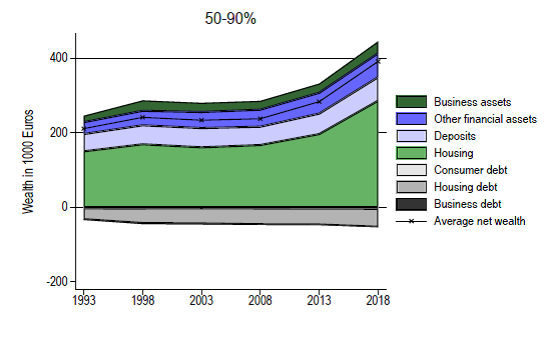 50-90%
Wealth in 1000 Euros
400
200
0
-200
1993 1998 2003 2008 2013 2018
Business assets
Other financial assets
Deposits
Housing
Consumer debt
Housing debt
Business debt
Average net wealth